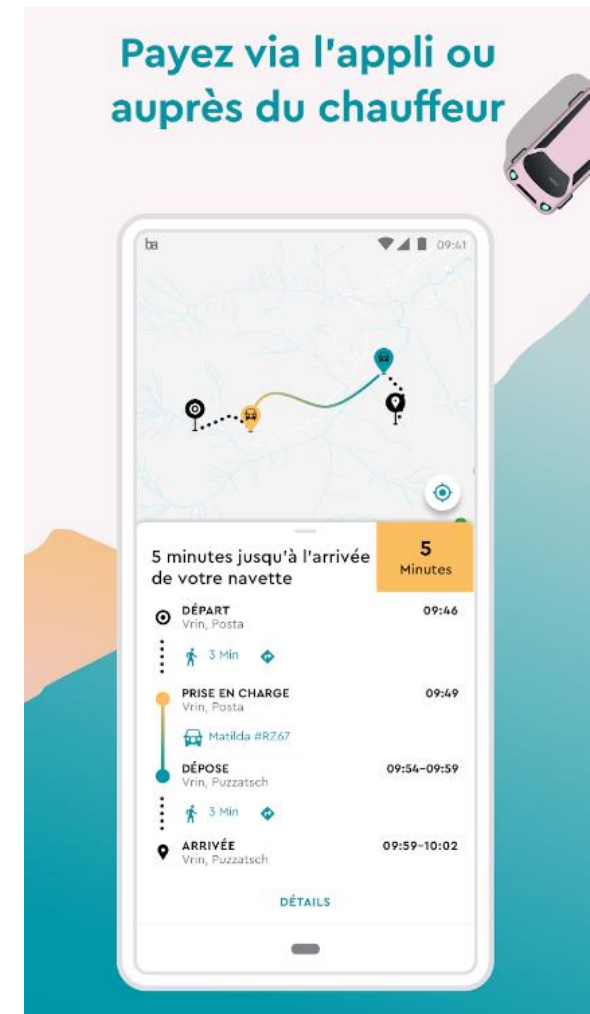 Payez via l'appli ou
auprès du chauffeur
ba 09:41
5 minutes jusqu'à l'arrivée
de votre navette
5
Minutes
DÉPART 09:46
Vrin, Posta
3 Min
PRISE EN CHARGE 09:49
Vrin, Posta
Matilda #RZ67
DÉPOSE 09:54–09:59
Vrin, Puzzatsch
3 Min
ARRIVÉE 09:59–10:02
Vrin, Puzzatsch
DÉTAILS